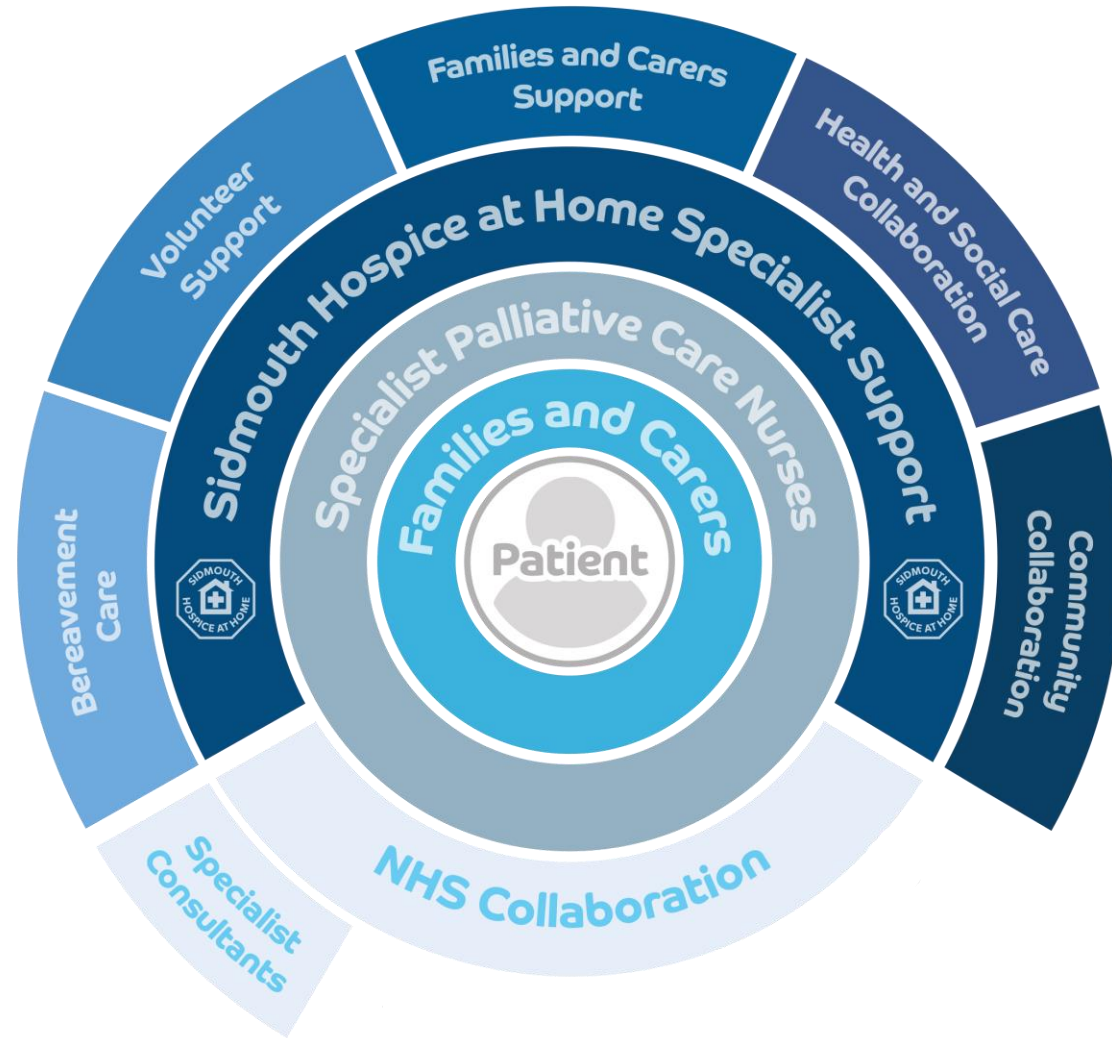 Families and Carers
Support
Volunteer
Support
Health and Social Care
Collaboration
Bereavement
Care
Community
Collaboration
Sidmouth Hospice at Home Specialist Support
Specialist Palliative Care Nurses
Families and Carers
Patient
SIDMOUTH
HOSPICE AT HOME
SIDMOUTH
HOSPICE AT HOME
NHS Collaboration
Specialist
Consultants